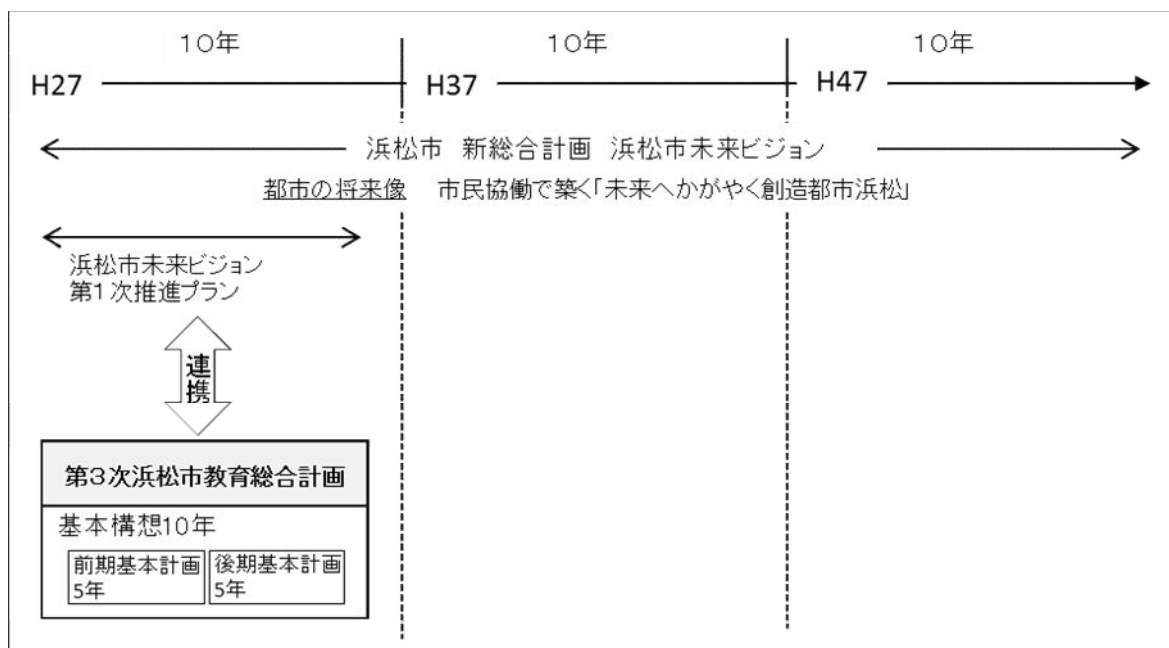 10年 10年 10年
H27 H37 H47
浜松市 新総合計画 浜松市未来ビジョン
都市の将来像 市民協働で築く「未来へかがやく創造都市浜松」
浜松市未来ビジョン
第1次推進プラン
連携
第3次浜松市教育総合計画
基本構想10年
前期基本計画
5年
後期基本計画
5年